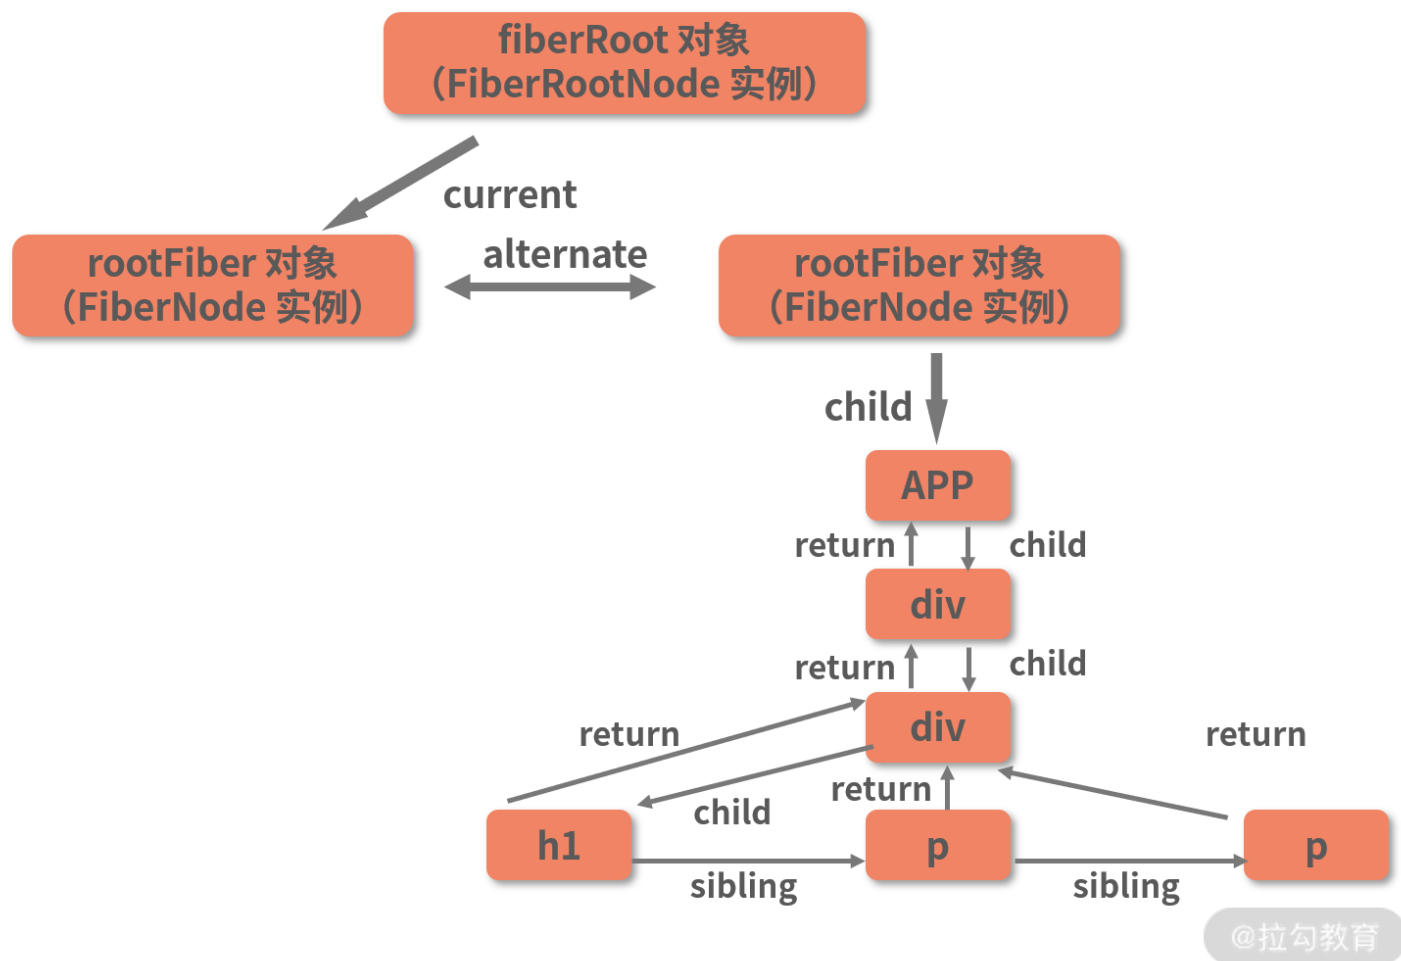 fiberRoot 对象
（FiberRootNode 实例）
current
alternate
rootFiber 对象
（FiberNode 实例）
rootFiber 对象
（FiberNode 实例）
child
APP
return
child
div
return
child
div
return
return
child
return
h1
p
p
sibling
sibling
@拉勾教育